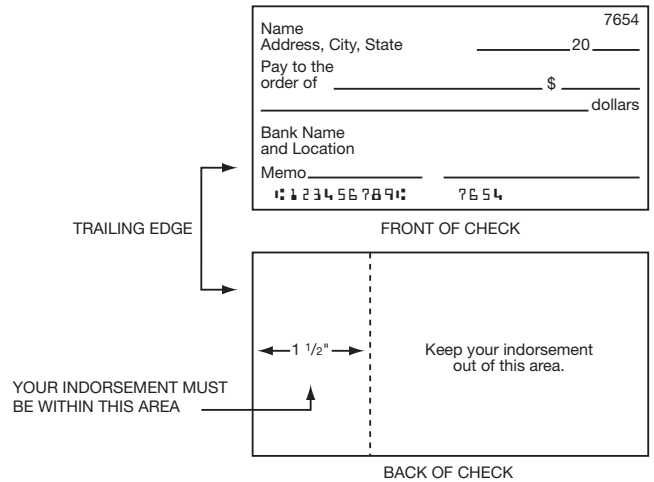 7654
Name
Address, City, State 20
Pay to the
order of $
dollars
Bank Name
and Location
Memo
⑆123456789⑆ 7654
FRONT OF CHECK
TRAILING EDGE
1 1/2"
Keep your indorsement
out of this area.
YOUR INDORSEMENT MUST
BE WITHIN THIS AREA
BACK OF CHECK